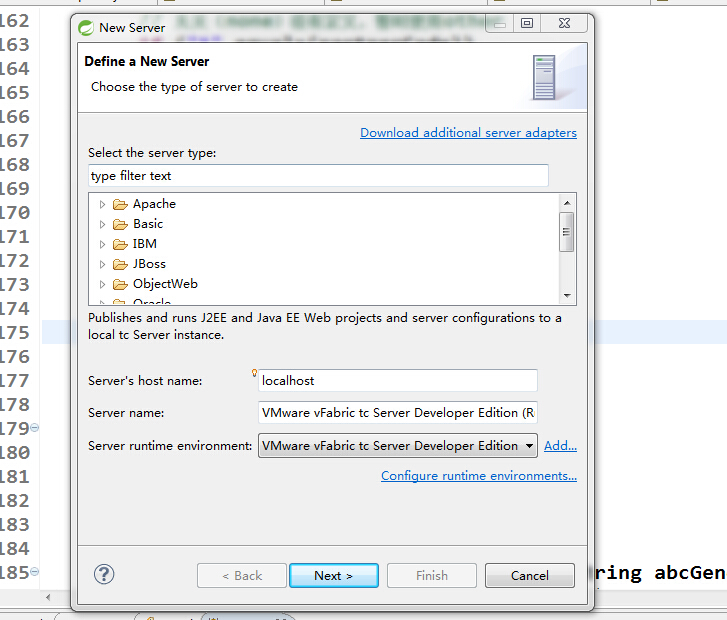 162
163
164
165
166
167
168
169
170
171
172
173
174
175
176
177
178
179
180
181
182
183
184
185
New Server
Define a New Server
Choose the type of server to create
Download additional server adapters
Select the server type:
type filter text
Apache
Basic
IBM
JBoss
ObjectWeb
Oracle
Publishes and runs J2EE and Java EE Web projects and server configurations to a
local tc Server instance.
Server's host name:
localhost
Server name:
VMware vFabric tc Server Developer Edition (R
Server runtime environment:
VMware vFabric tc Server Developer Edition
Add...
Configure runtime environments...
?
< Back
Next >
Finish
Cancel
ring abcGen